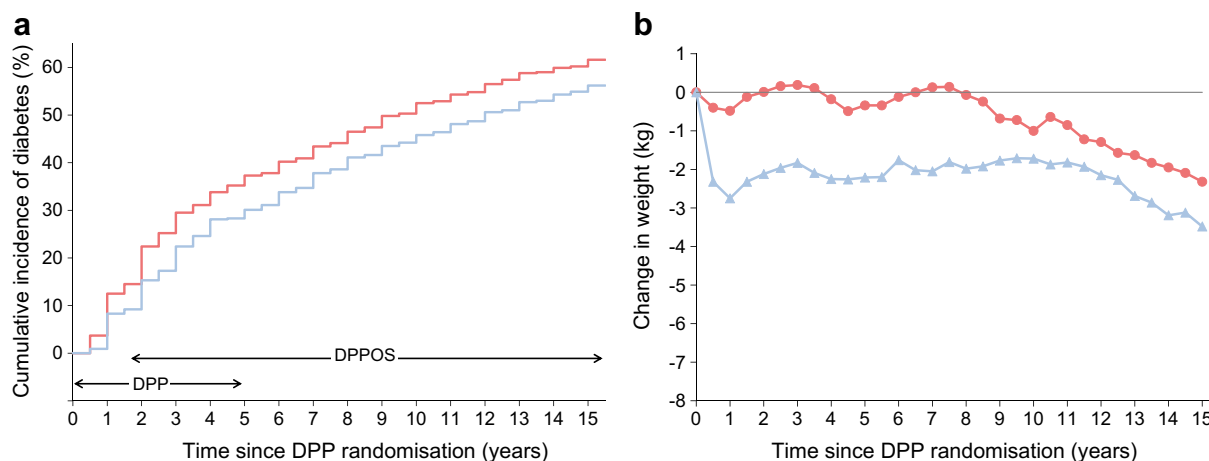 a
Cumulative incidence of diabetes (%)
60
50
40
30
20
10
0
DPPOS
DPP
0 1 2 3 4 5 6 7 8 9 10 11 12 13 14 15
Time since DPP randomisation (years)
b
Change in weight (kg)
1
0
-1
-2
-3
-4
-5
-6
-7
-8
0 1 2 3 4 5 6 7 8 9 10 11 12 13 14 15
Time since DPP randomisation (years)